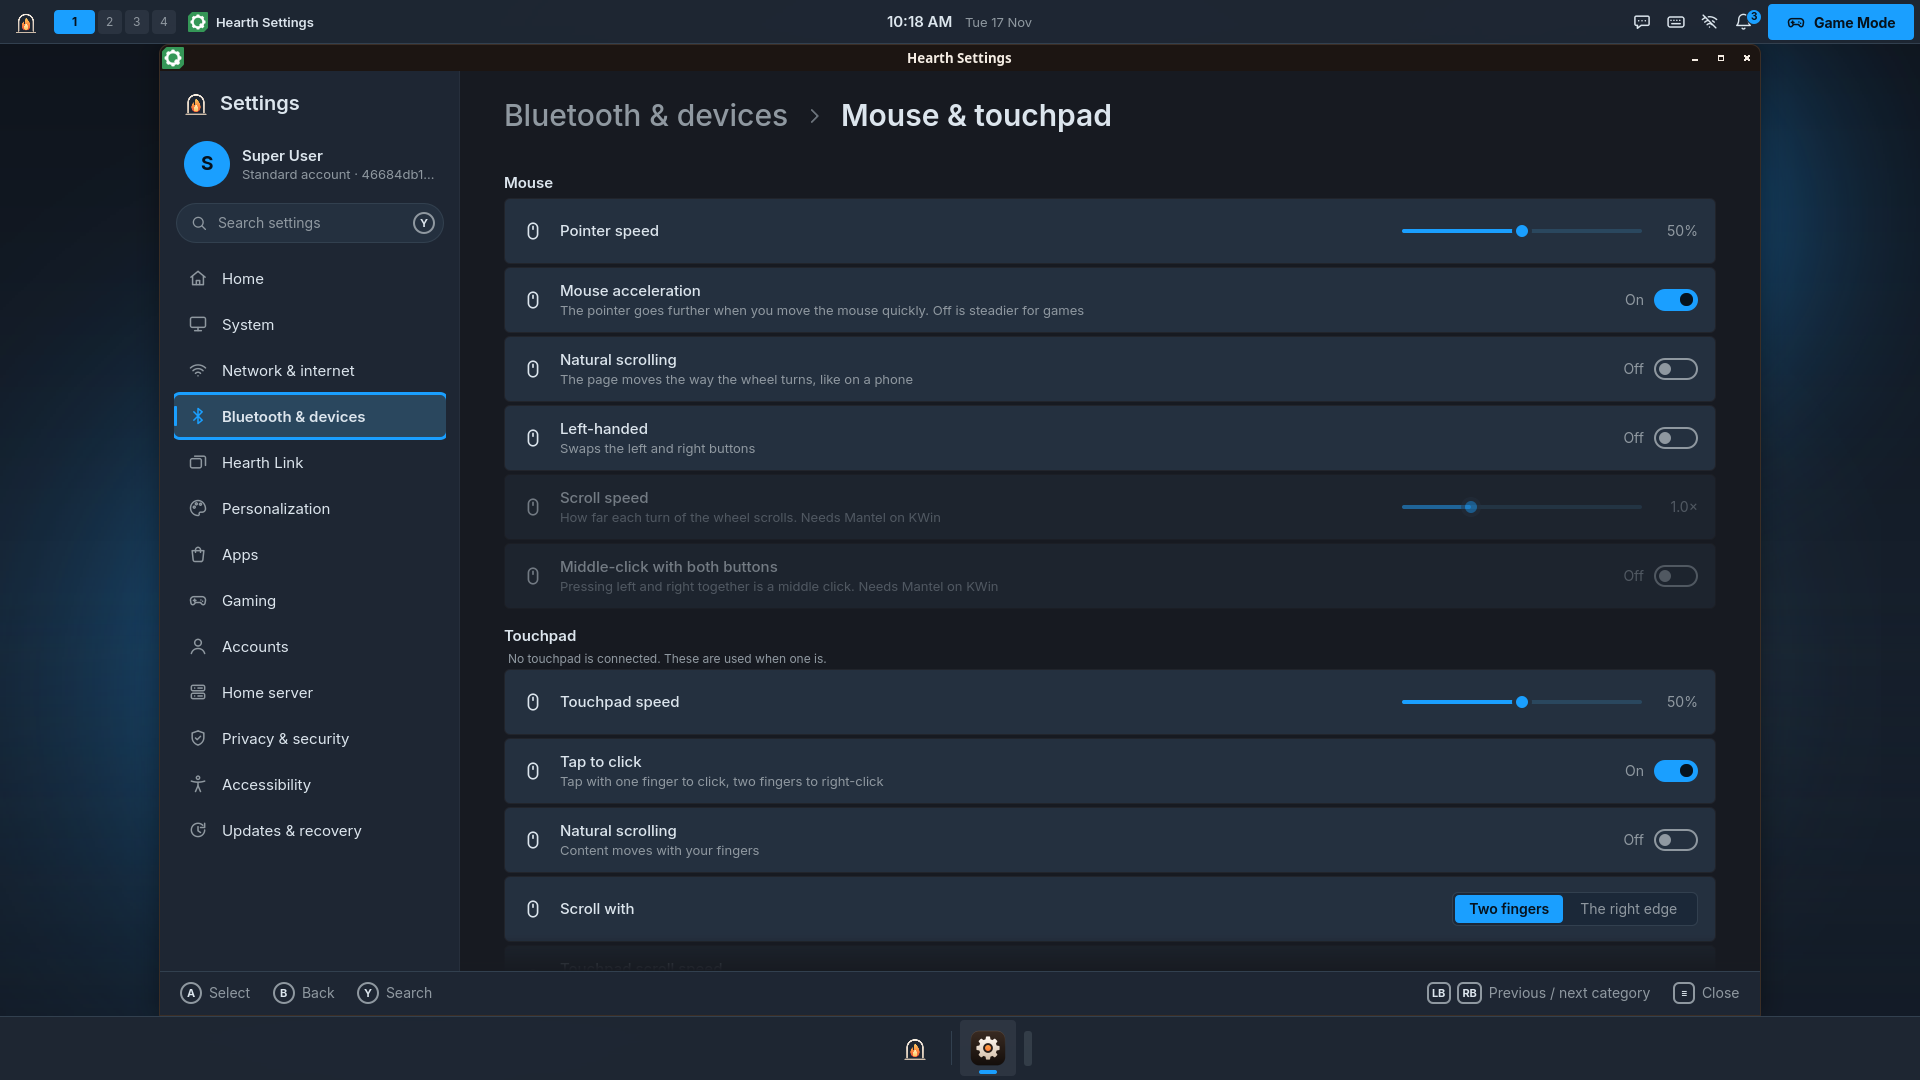 1 2 3 4 Hearth Settings 10:18 AM Tue 17 Nov 3 Game Mode
Hearth Settings
Settings
S
Super User
Standard account · 46684db1...
Search settings Y
Home
System
Network & internet
Bluetooth & devices
Hearth Link
Personalization
Apps
Gaming
Accounts
Home server
Privacy & security
Accessibility
Updates & recovery
Bluetooth & devices > Mouse & touchpad
Mouse
Pointer speed 50%
Mouse acceleration
The pointer goes further when you move the mouse quickly. Off is steadier for games
On
Natural scrolling
The page moves the way the wheel turns, like on a phone
Off
Left-handed
Swaps the left and right buttons
Off
Scroll speed
How far each turn of the wheel scrolls. Needs Mantel on KWin
1.0×
Middle-click with both buttons
Pressing left and right together is a middle click. Needs Mantel on KWin
Off
Touchpad
No touchpad is connected. These are used when one is.
Touchpad speed 50%
Tap to click
Tap with one finger to click, two fingers to right-click
On
Natural scrolling
Content moves with your fingers
Off
Scroll with Two fingers The right edge
A Select B Back Y Search LB RB Previous / next category Close